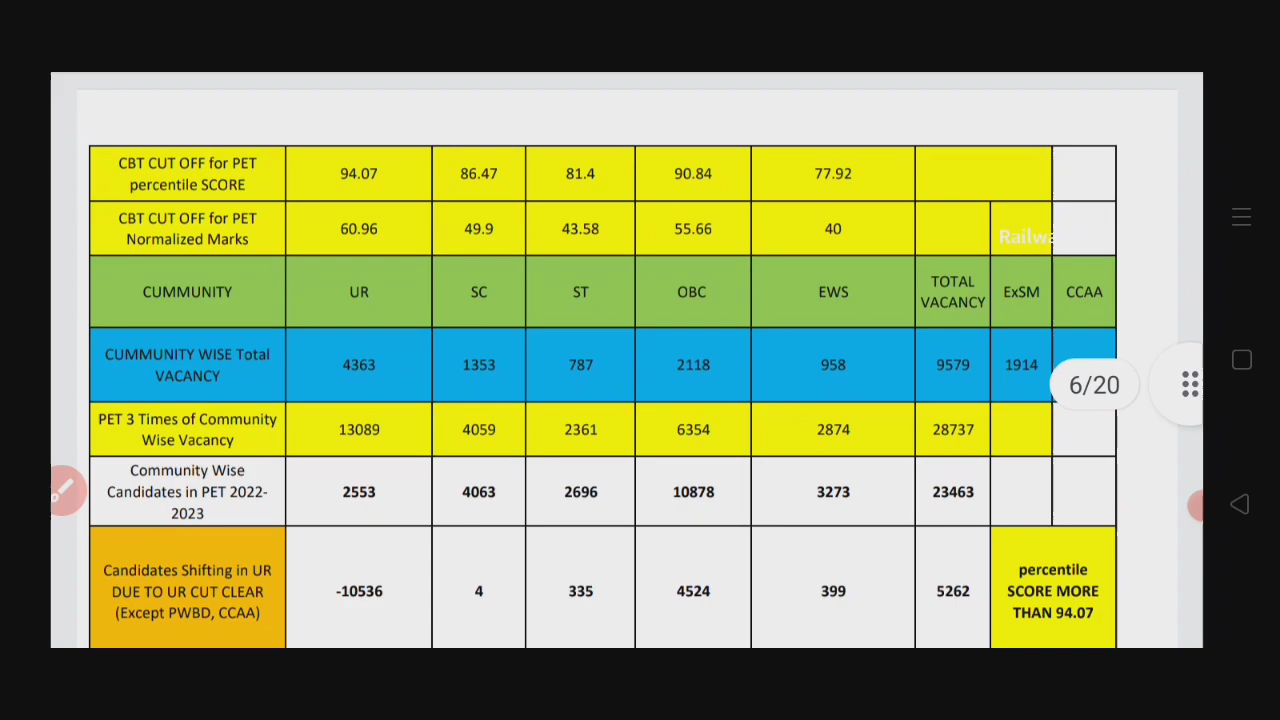 CBT CUT OFF for PET
percentile SCORE
94.07
86.47
81.4
90.84
77.92
CBT CUT OFF for PET
Normalized Marks
60.96
49.9
43.58
55.66
40
CUMMUNITY
UR
SC
ST
OBC
EWS
TOTAL
VACANCY
ExSM
CCAA
CUMMUNITY WISE Total
VACANCY
4363
1353
787
2118
958
9579
1914
6/20
PET 3 Times of Community
Wise Vacancy
13089
4059
2361
6354
2874
28737
Community Wise
Candidates in PET 2022-
2023
2553
4063
2696
10878
3273
23463
Candidates Shifting in UR
DUE TO UR CUT CLEAR
(Except PWBD, CCAA)
-10536
4
335
4524
399
5262
percentile
SCORE MORE
THAN 94.07